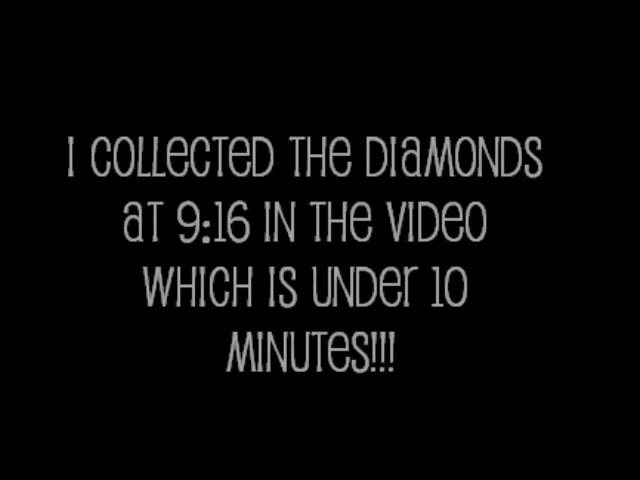 I COLLECTED THE DIAMONDS
AT 9:16 IN THE VIDEO
WHICH IS UNDER 10
MINUTES!!!